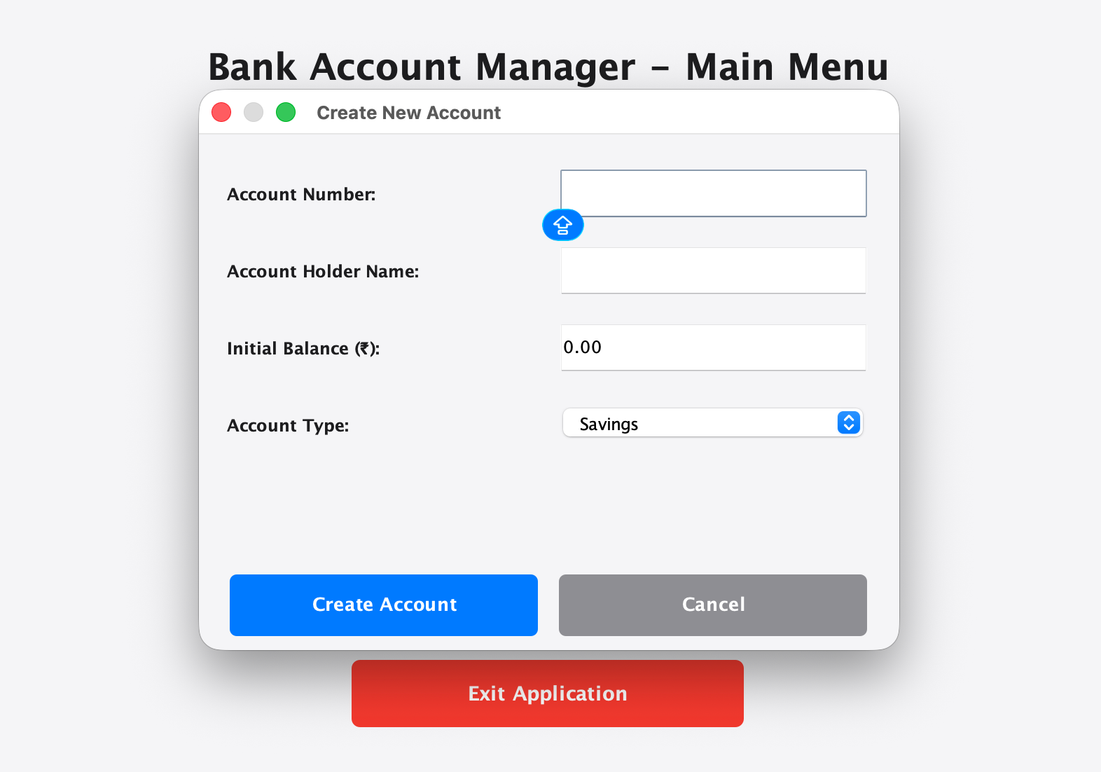 Bank Account Manager – Main Menu
Create New Account
Account Number:
Account Holder Name:
Initial Balance (₹): 0.00
Account Type: Savings
Create Account Cancel
Exit Application